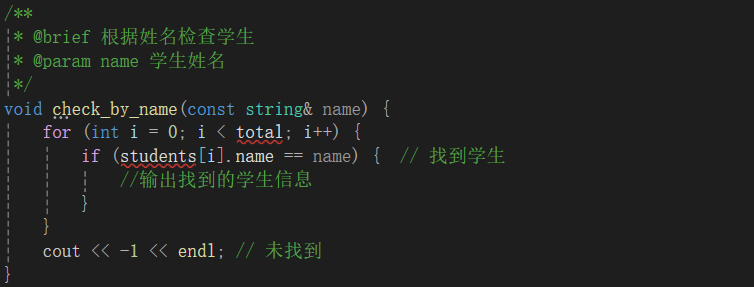 /**
* @brief 根据姓名检查学生
* @param name 学生姓名
*/
void check_by_name(const string& name) {
    for (int i = 0; i < total; i++) {
        if (students[i].name == name) {  // 找到学生
            //输出找到的学生信息
        }
    }
    cout << -1 << endl; // 未找到
}